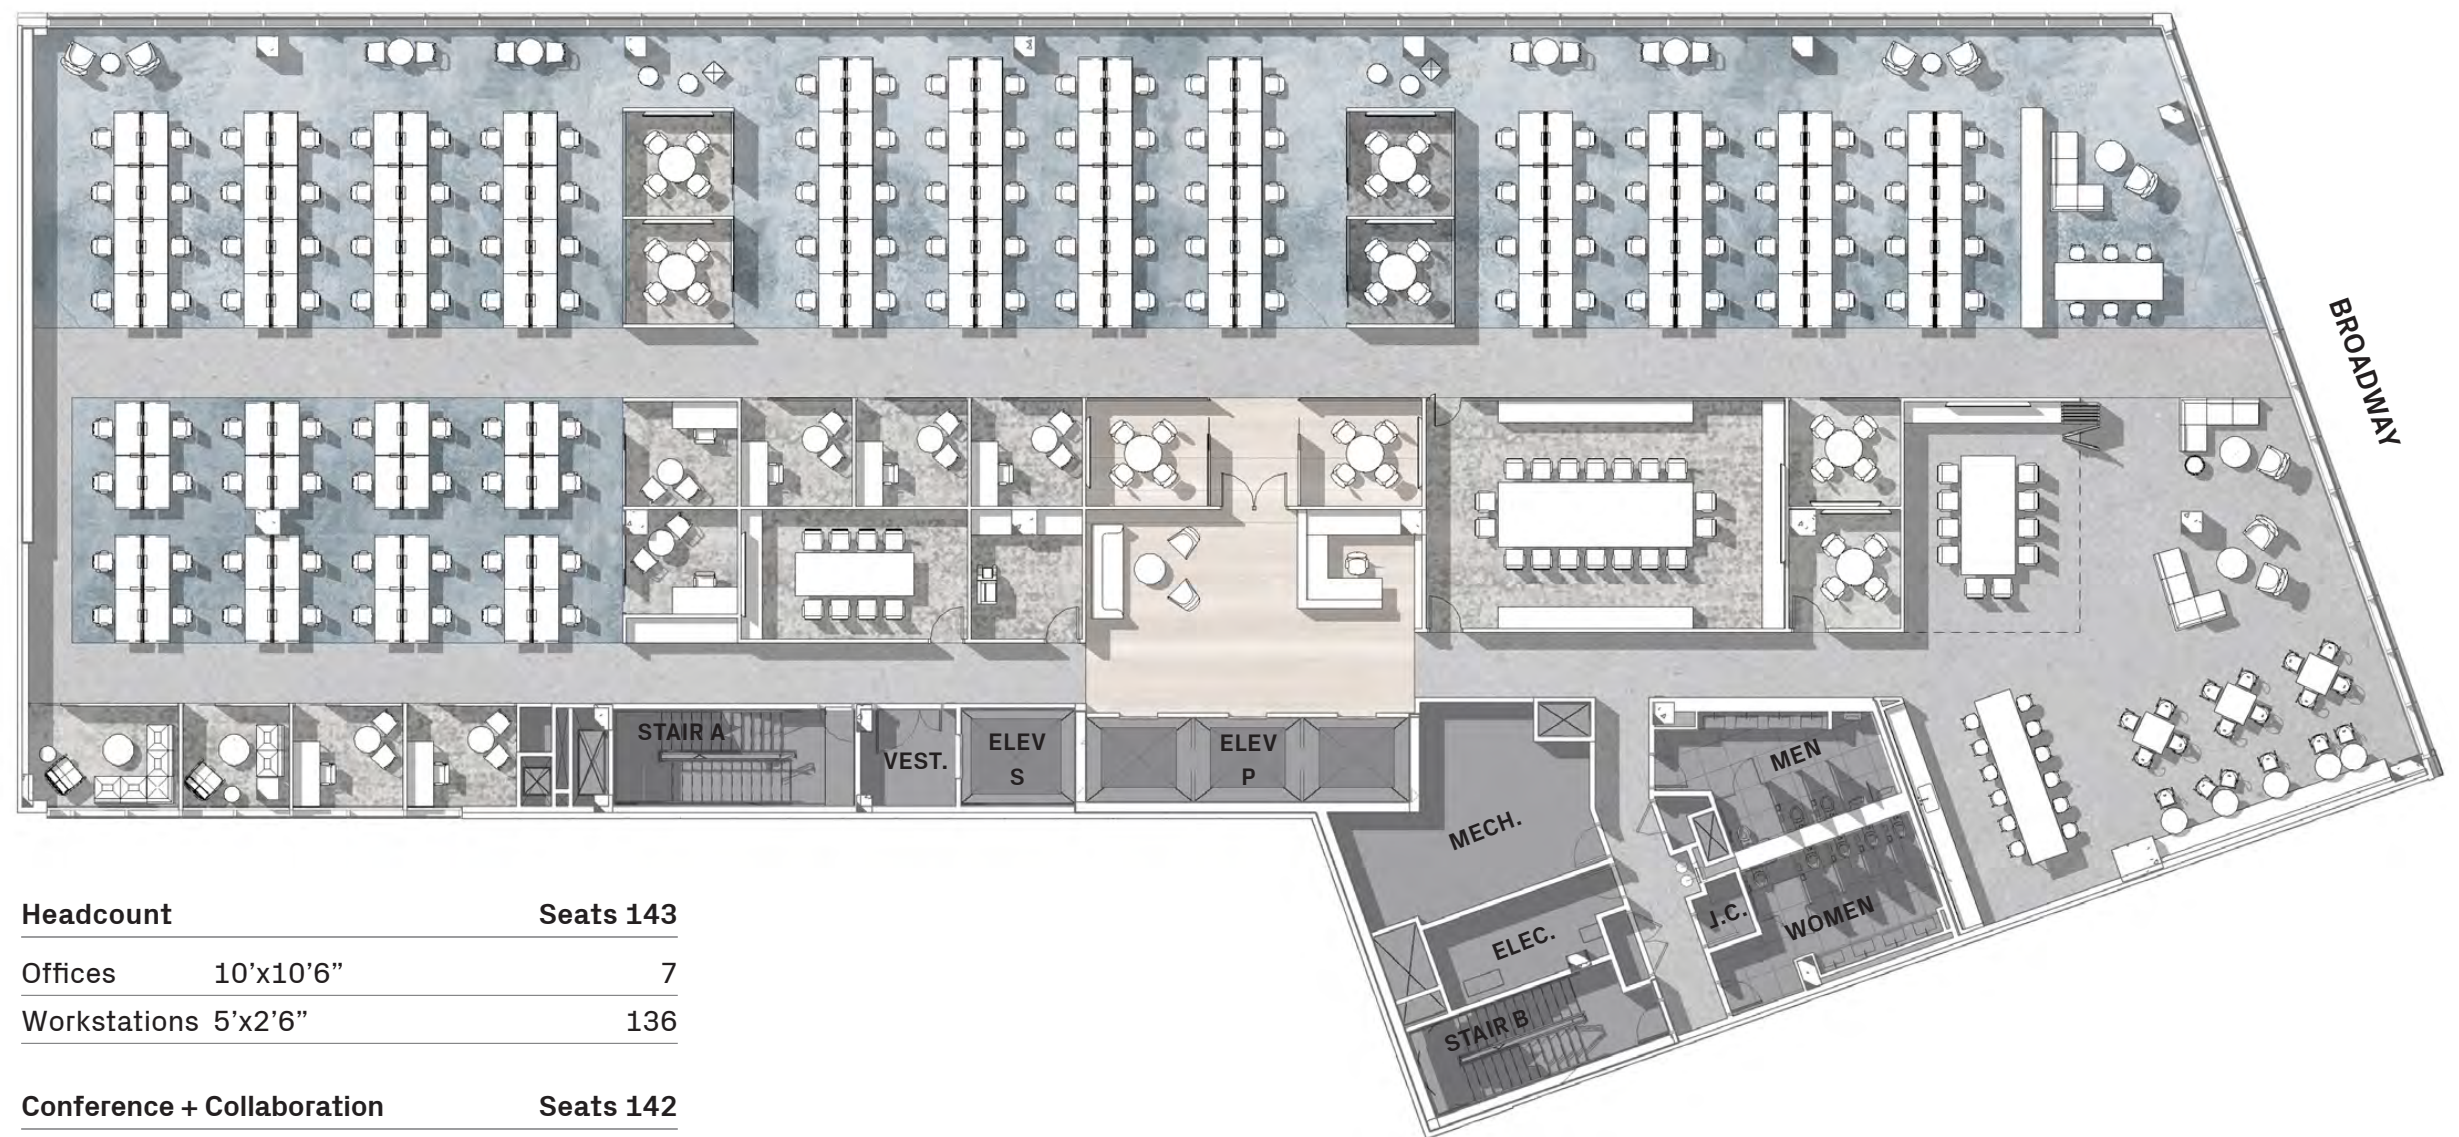 BROADWAY
STAIR A
VEST.
ELEV
S
ELEV
P
MEN
MECH.
J.C.
WOMEN
ELEC.
STAIR B
Headcount Seats 143
Offices 10’x10’6” 7
Workstations 5’x2’6” 136
Conference + Collaboration Seats 142